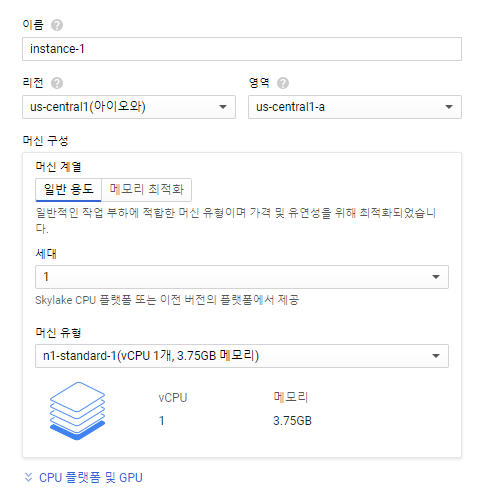 이름
instance-1
리전 영역
us-central1(아이오와) us-central1-a
머신 구성
머신 계열
일반 용도 메모리 최적화
일반적인 작업 부하에 적합한 머신 유형이며 가격 및 유연성을 위해 최적화되었습니
다.
세대
1
Skylake CPU 플랫폼 또는 이전 버전의 플랫폼에서 제공
머신 유형
n1-standard-1(vCPU 1개, 3.75GB 메모리)
vCPU 메모리
1 3.75GB
CPU 플랫폼 및 GPU